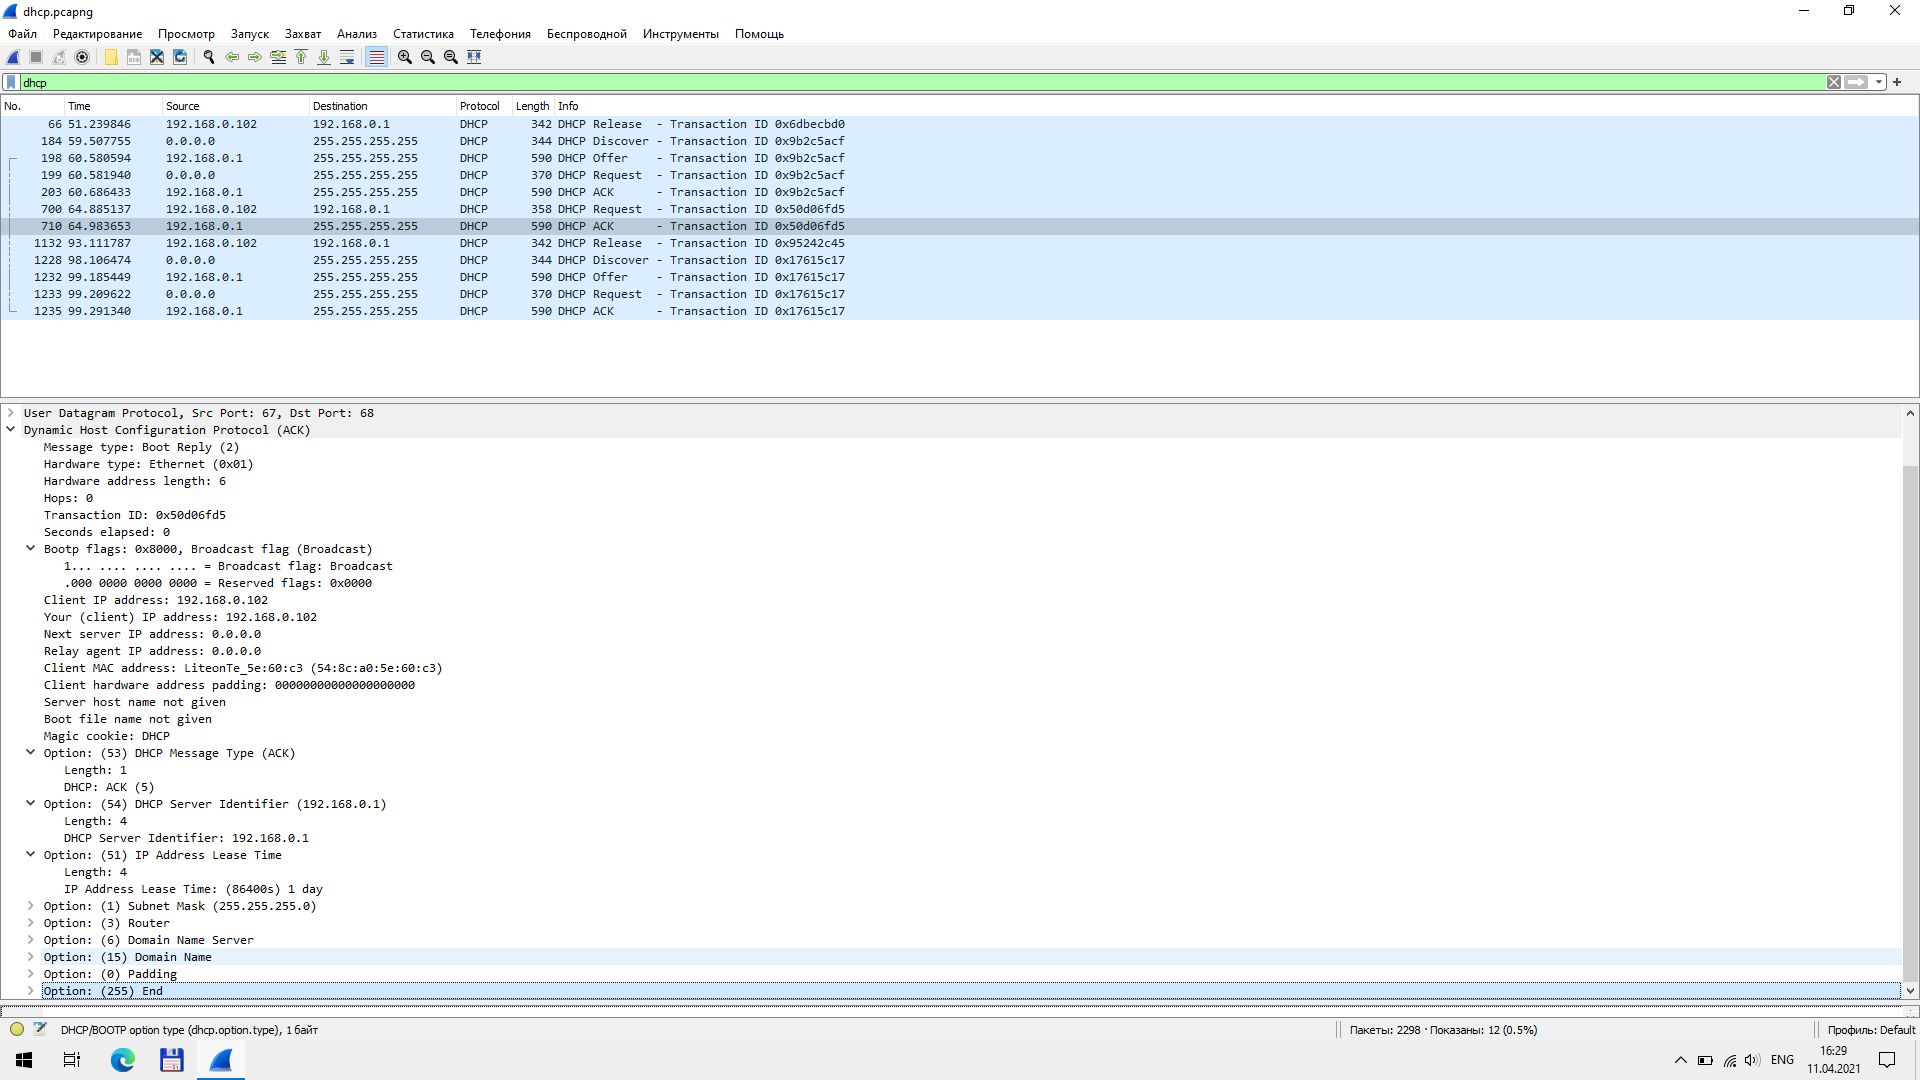 dhcp.pcapng
Файл Редактирование Просмотр Запуск Захват Анализ Статистика Телефония Беспроводной Инструменты Помощь
dhcp
No. Time Source Destination Protocol Length Info
66 51.239846 192.168.0.102 192.168.0.1 DHCP 342 DHCP Release - Transaction ID 0x6dbecbd0
184 59.507755 0.0.0.0 255.255.255.255 DHCP 344 DHCP Discover - Transaction ID 0x9b2c5acf
198 60.580594 192.168.0.1 255.255.255.255 DHCP 590 DHCP Offer - Transaction ID 0x9b2c5acf
199 60.581940 0.0.0.0 255.255.255.255 DHCP 370 DHCP Request - Transaction ID 0x9b2c5acf
203 60.686433 192.168.0.1 255.255.255.255 DHCP 590 DHCP ACK - Transaction ID 0x9b2c5acf
700 64.885137 192.168.0.102 192.168.0.1 DHCP 358 DHCP Request - Transaction ID 0x50d06fd5
710 64.983653 192.168.0.1 255.255.255.255 DHCP 590 DHCP ACK - Transaction ID 0x50d06fd5
1132 93.111787 192.168.0.102 192.168.0.1 DHCP 342 DHCP Release - Transaction ID 0x95242c45
1228 98.106474 0.0.0.0 255.255.255.255 DHCP 344 DHCP Discover - Transaction ID 0x17615c17
1232 99.185449 192.168.0.1 255.255.255.255 DHCP 590 DHCP Offer - Transaction ID 0x17615c17
1233 99.209622 0.0.0.0 255.255.255.255 DHCP 370 DHCP Request - Transaction ID 0x17615c17
1235 99.291340 192.168.0.1 255.255.255.255 DHCP 590 DHCP ACK - Transaction ID 0x17615c17
User Datagram Protocol, Src Port: 67, Dst Port: 68
Dynamic Host Configuration Protocol (ACK)
Message type: Boot Reply (2)
Hardware type: Ethernet (0x01)
Hardware address length: 6
Hops: 0
Transaction ID: 0x50d06fd5
Seconds elapsed: 0
Bootp flags: 0x8000, Broadcast flag (Broadcast)
1... .... .... .... = Broadcast flag: Broadcast
.000 0000 0000 0000 = Reserved flags: 0x0000
Client IP address: 192.168.0.102
Your (client) IP address: 192.168.0.102
Next server IP address: 0.0.0.0
Relay agent IP address: 0.0.0.0
Client MAC address: LiteonTe_5e:60:c3 (54:8c:a0:5e:60:c3)
Client hardware address padding: 00000000000000000000
Server host name not given
Boot file name not given
Magic cookie: DHCP
Option: (53) DHCP Message Type (ACK)
Length: 1
DHCP: ACK (5)
Option: (54) DHCP Server Identifier (192.168.0.1)
Length: 4
DHCP Server Identifier: 192.168.0.1
Option: (51) IP Address Lease Time
Length: 4
IP Address Lease Time: (86400s) 1 day
Option: (1) Subnet Mask (255.255.255.0)
Option: (3) Router
Option: (6) Domain Name Server
Option: (15) Domain Name
Option: (0) Padding
Option: (255) End
DHCP/BOOTP option type (dhcp.option.type), 1 байт
Пакеты: 2298 · Показаны: 12 (0.5%)
Профиль: Default
ENG
16:29
11.04.2021